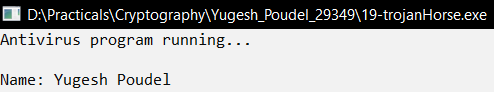 D:\Practicals\Cryptography\Yugesh_Poudel_29349\19-trojanHorse.exe
Antivirus program running...
Name: Yugesh Poudel